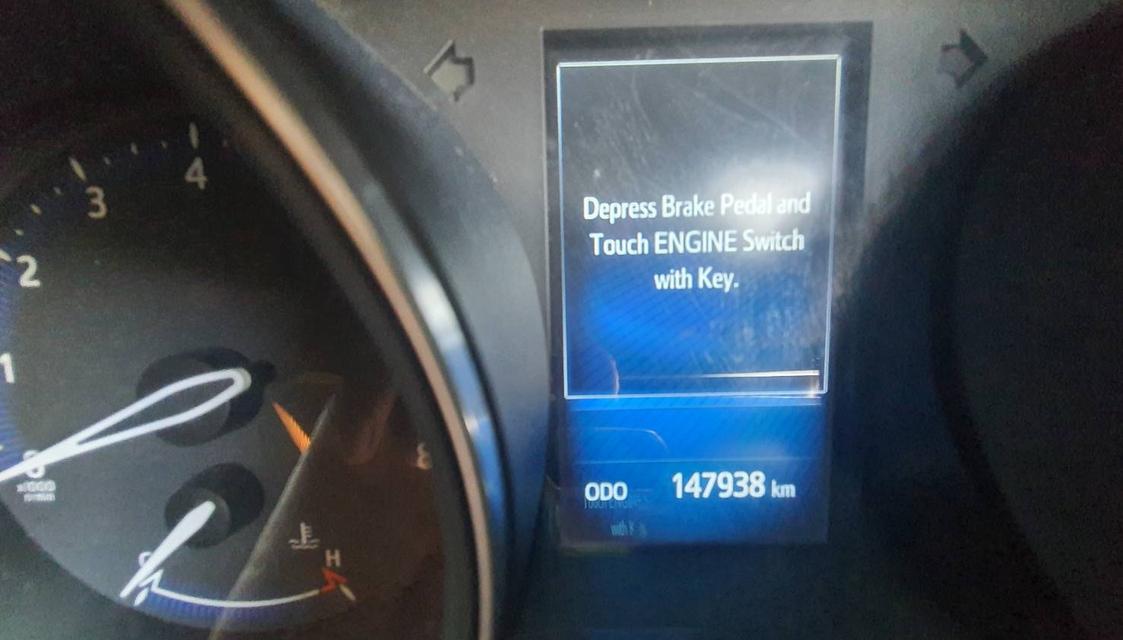 4
3
2
1
Depress Brake Pedal and
Touch ENGINE Switch
with Key.
ODO 147938 km
H